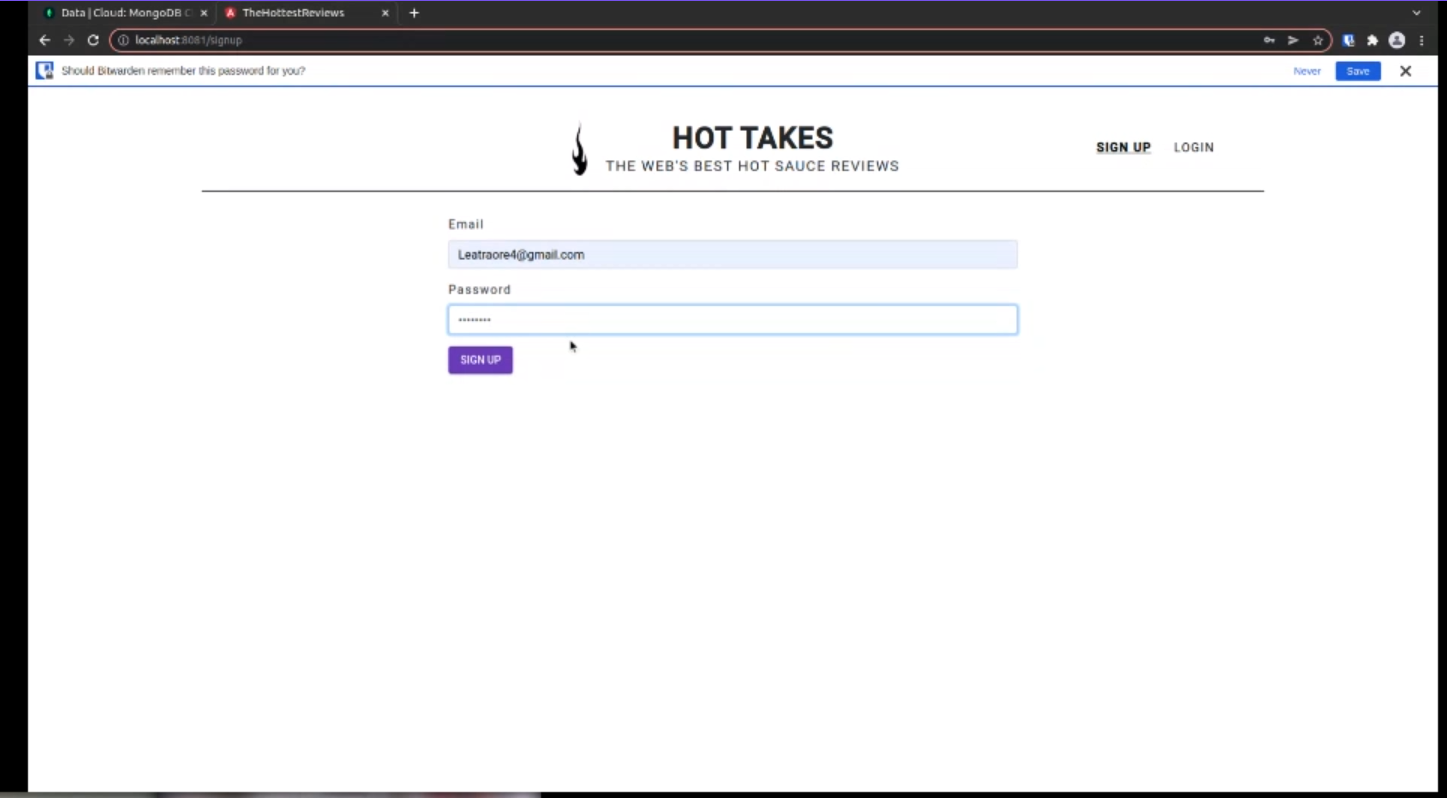 Data | Cloud: MongoDB C
TheHottestReviews
localhost:8081/signup
Should Bitwarden remember this password for you?
Never
Save
HOT TAKES
THE WEB'S BEST HOT SAUCE REVIEWS
SIGN UP
LOGIN
Email
Leatraore4@gmail.com
Password
••••••••
SIGN UP